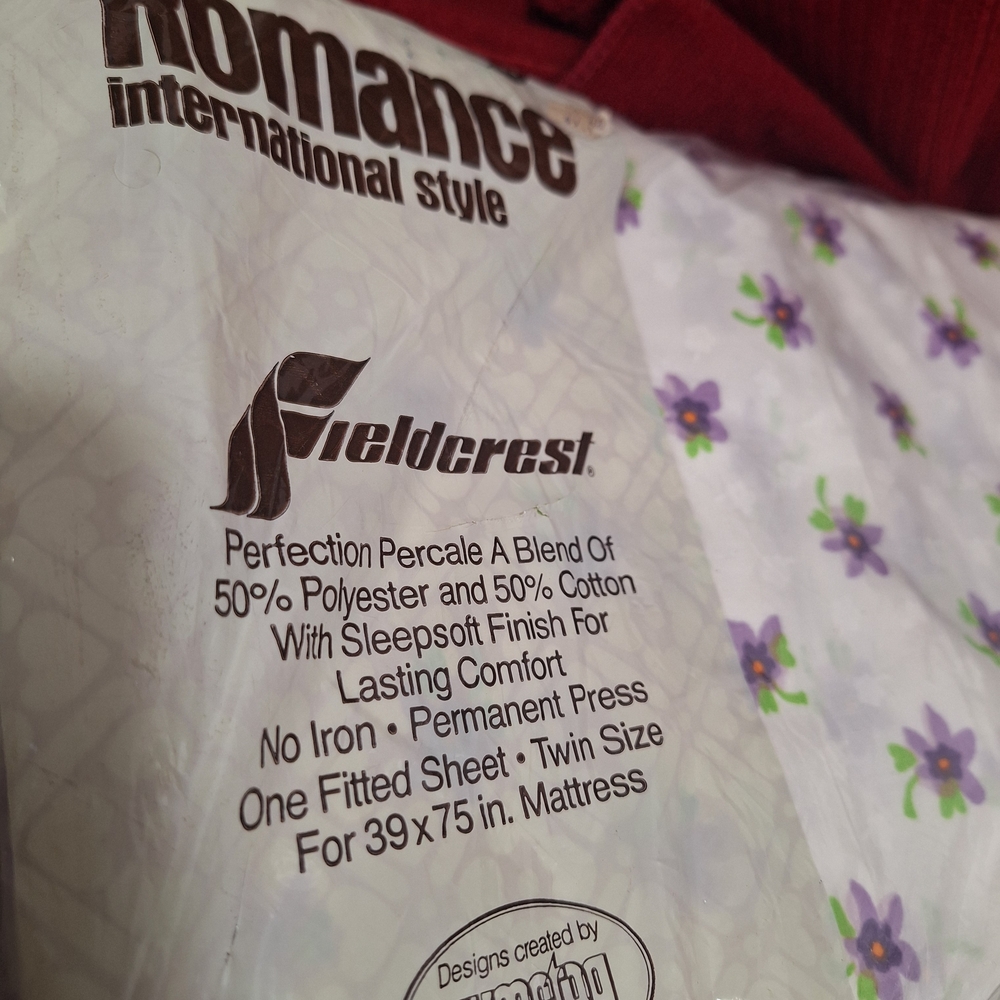 Romance
international style
Fieldcrest®
Perfection Percale A Blend Of
50% Polyester and 50% Cotton
With Sleepsoft Finish For
Lasting Comfort
No Iron • Permanent Press
One Fitted Sheet • Twin Size
For 39x75 in. Mattress
Designs created by